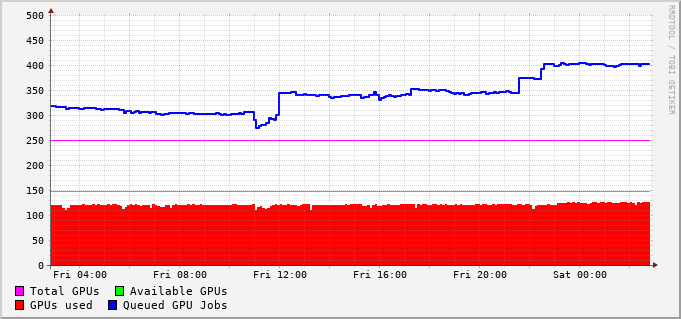 RRDTOOL / TOBI OETIKER
500
450
400
350
300
250
200
150
100
50
0
Fri 04:00 Fri 08:00 Fri 12:00 Fri 16:00 Fri 20:00 Sat 00:00
Total GPUs Available GPUs
GPUs used Queued GPU Jobs